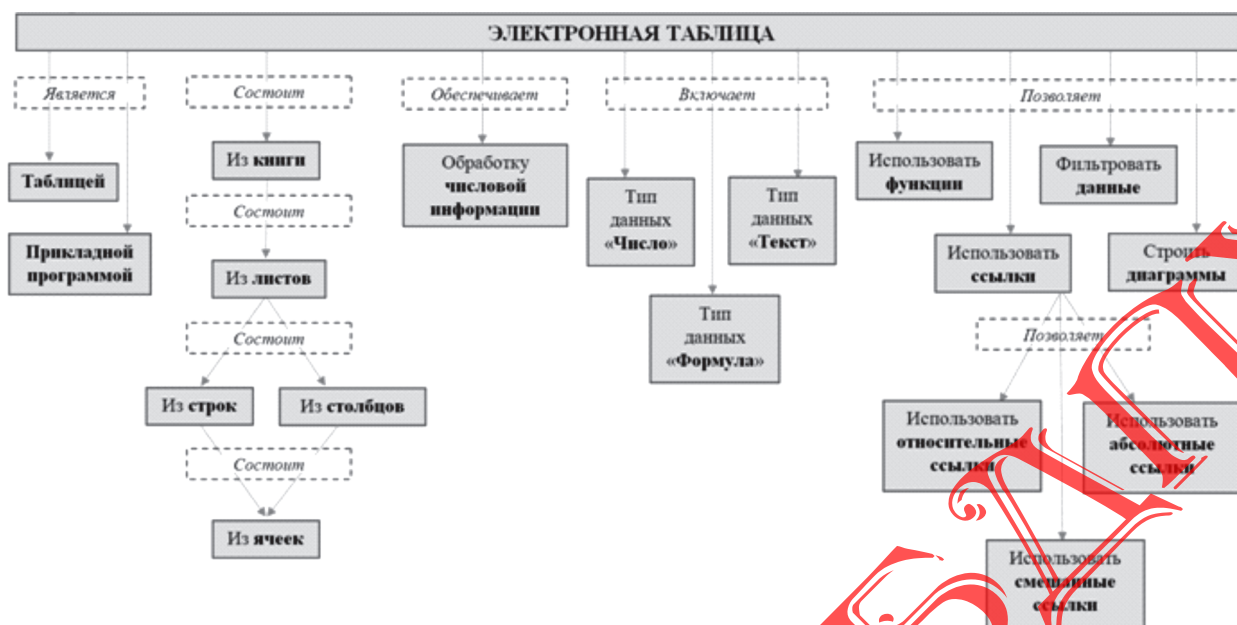 ЭЛЕКТРОННАЯ ТАБЛИЦА
Является
Состоит
Обеспечивает
Включает
Позволяет
Таблицей
Прикладной
программой
Из книги
Состоит
Из листов
Состоит
Из строк
Из столбцов
Состоит
Из ячеек
Обработку
числовой
информации
Тип
данных
«Число»
Тип
данных
«Текст»
Тип
данных
«Формула»
Использовать
функции
Фильтровать
данные
Использовать
ссылки
Строить
диаграммы
Позволяет
Использовать
относительные
ссылки
Использовать
абсолютные
ссылки
Использовать
смешанные
ссылки